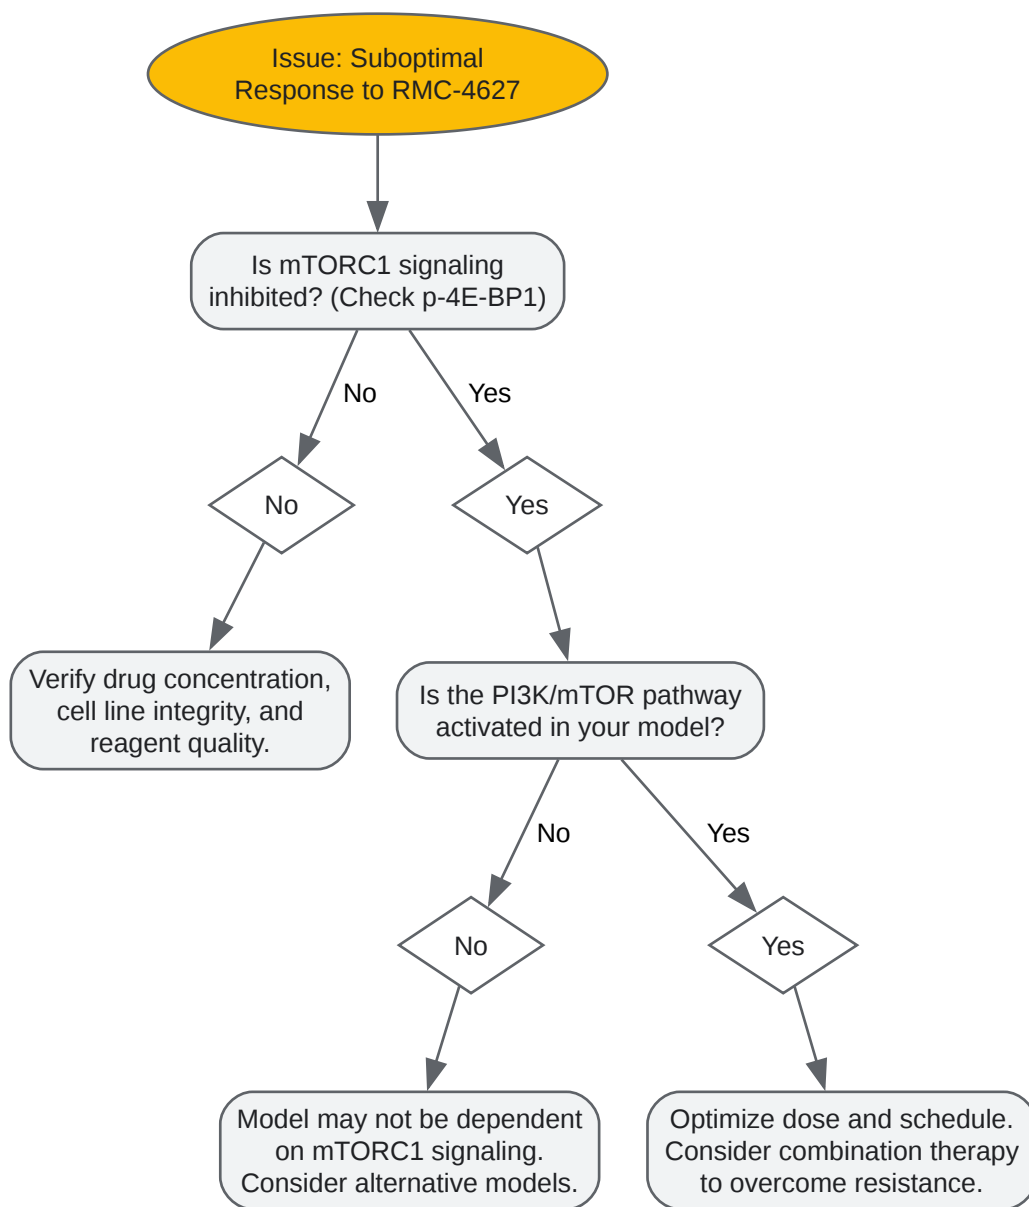 Issue: Suboptimal
Response to RMC-4627
Is mTORC1 signaling
inhibited? (Check p-4E-BP1)
No
Yes
No
Yes
Verify drug concentration,
cell line integrity, and
reagent quality.
Is the PI3K/mTOR pathway
activated in your model?
No
Yes
No
Yes
Model may not be dependent
on mTORC1 signaling.
Consider alternative models.
Optimize dose and schedule.
Consider combination therapy
to overcome resistance.